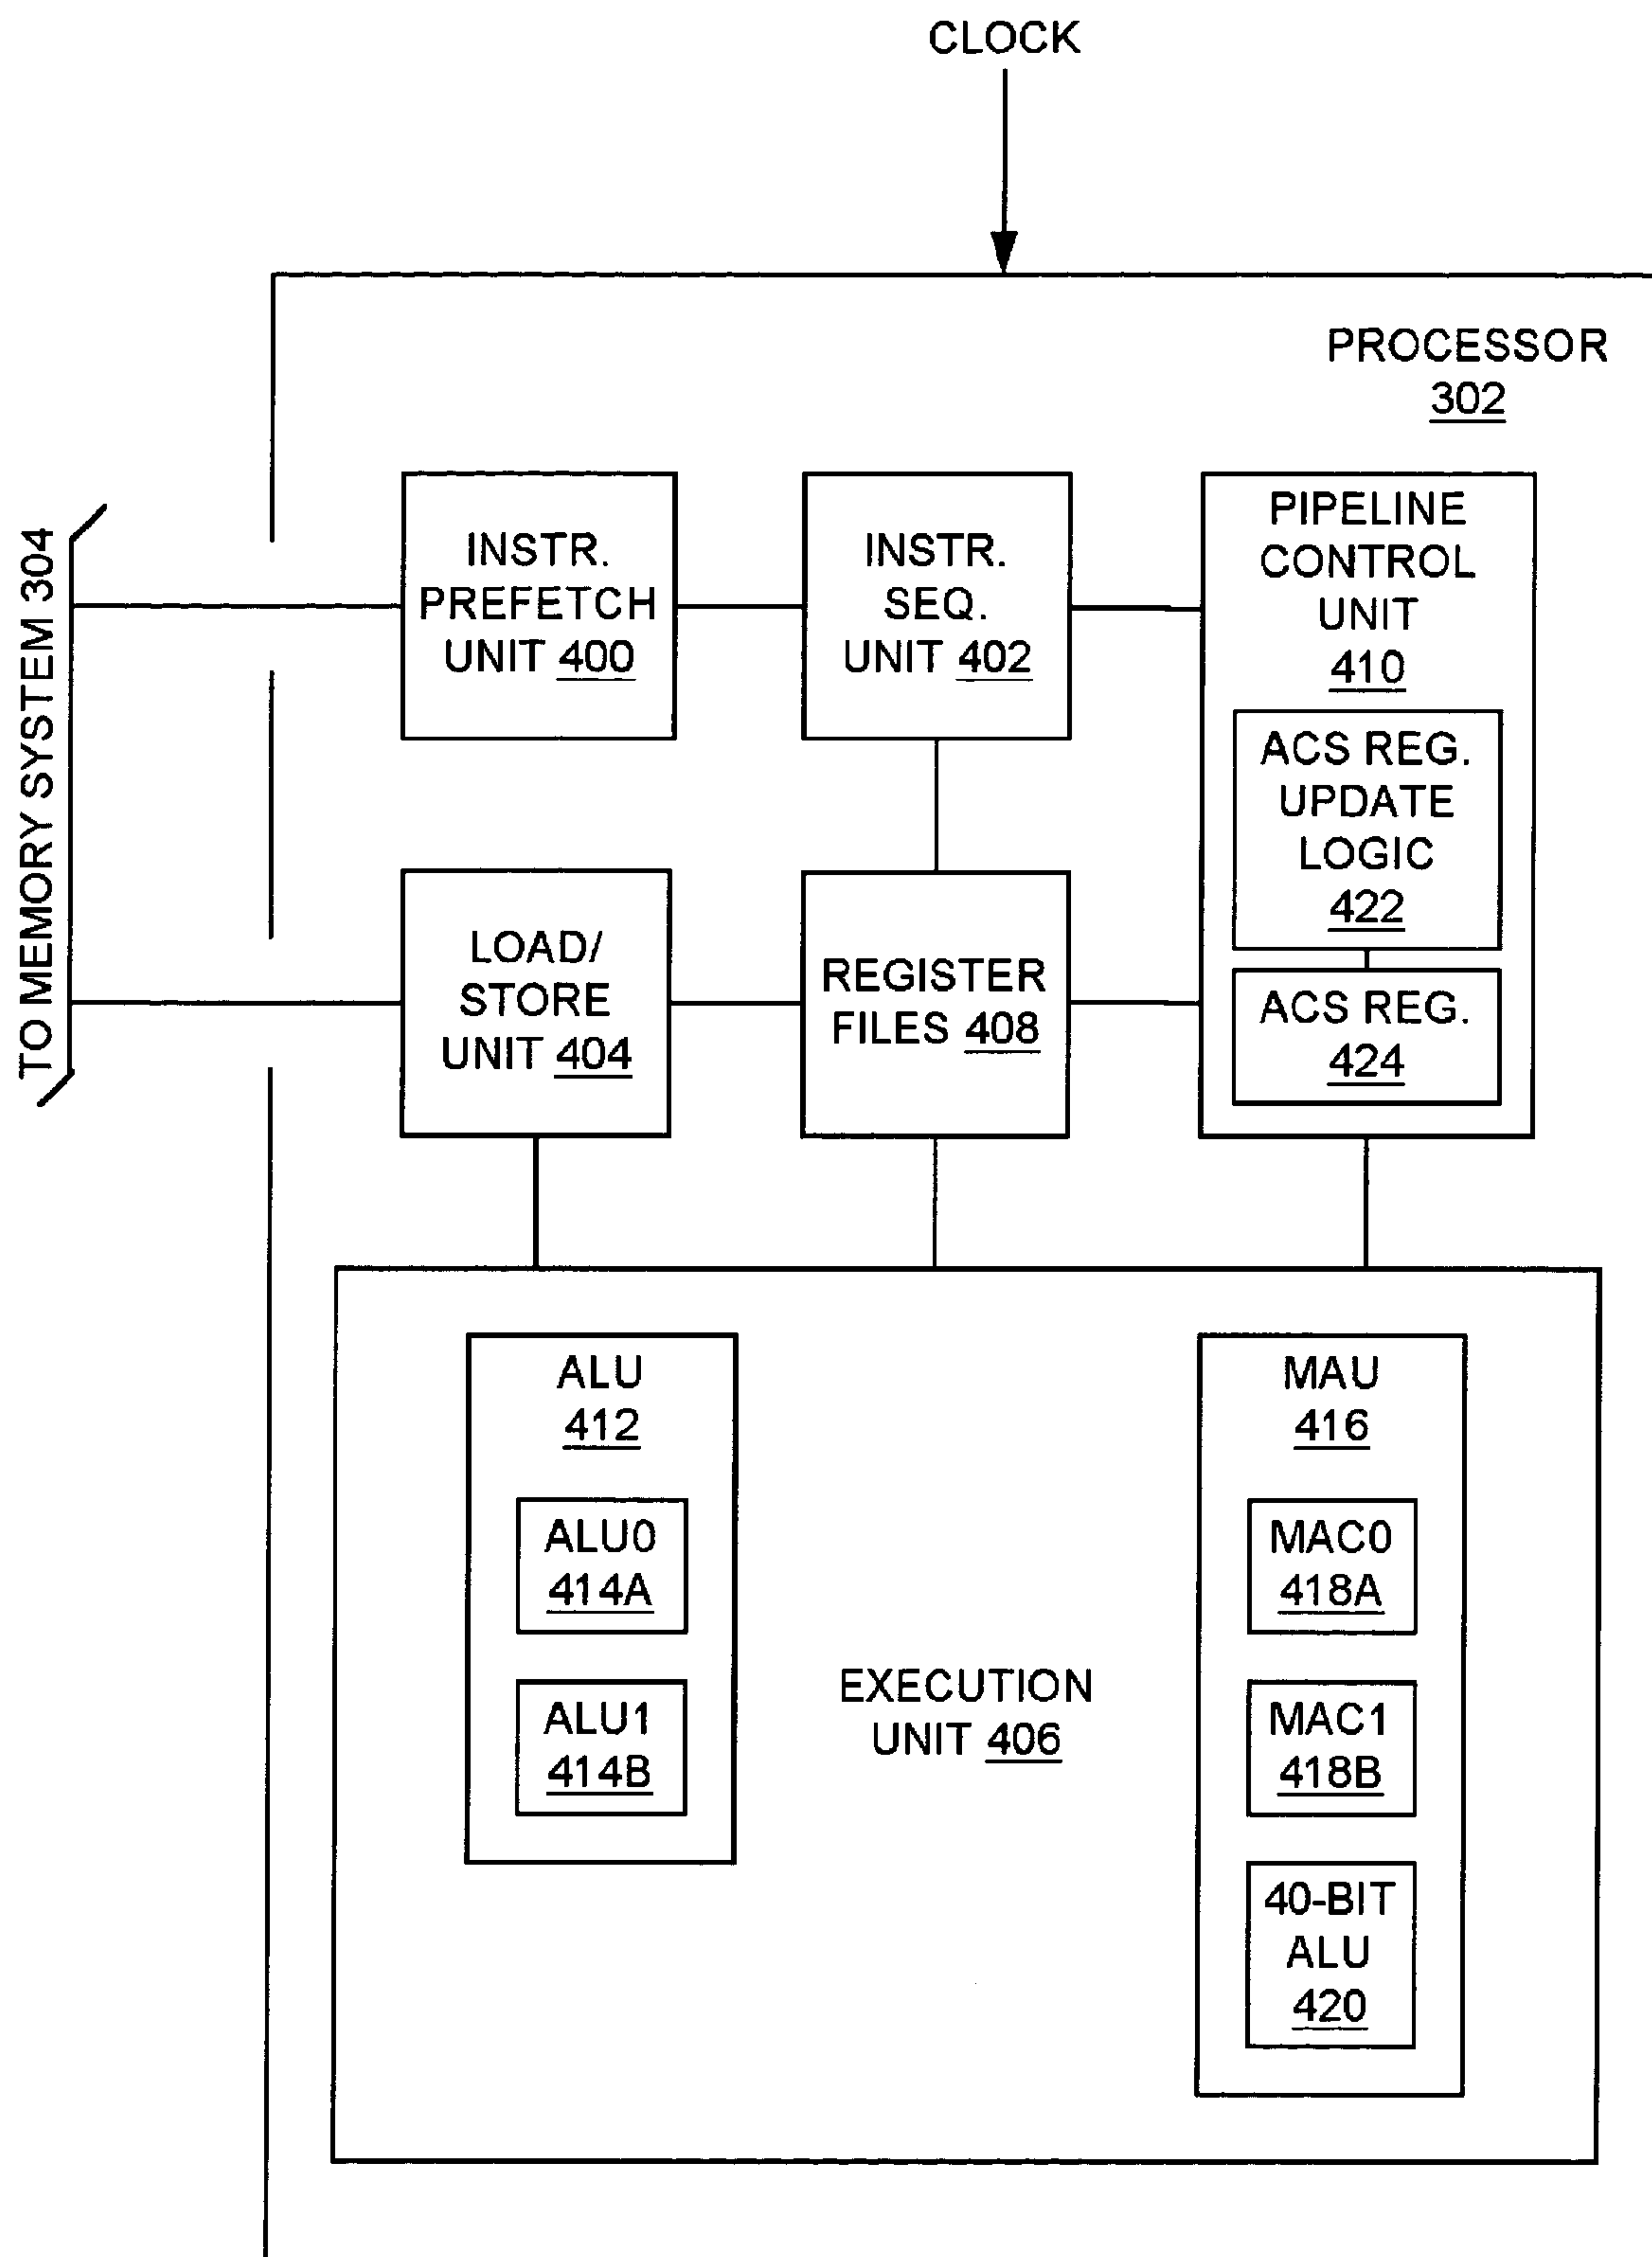 CLOCK
PROCESSOR
302
TO MEMORY SYSTEM 304
INSTR.
PREFETCH
UNIT 400
INSTR.
SEQ.
UNIT 402
PIPELINE
CONTROL
UNIT
410
ACS REG.
UPDATE
LOGIC
422
ACS REG.
424
LOAD/
STORE
UNIT 404
REGISTER
FILES 408
ALU
412
ALU0
414A
ALU1
414B
EXECUTION
UNIT 406
MAU
416
MAC0
418A
MAC1
418B
40-BIT
ALU
420